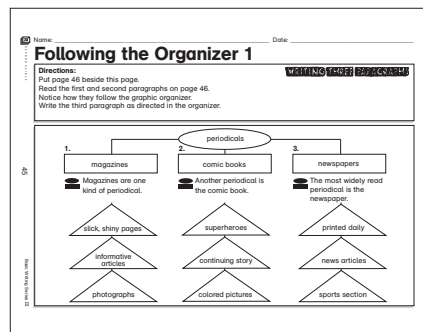 Name: Date:
Following the Organizer 1
Directions:
Put page 46 beside this page.
Read the first and second paragraphs on page 46.
Notice how they follow the graphic organizer.
Write the third paragraph as directed in the organizer.
WRITING THREE PARAGRAPHS
periodicals
1.
magazines
Magazines are one
kind of periodical.
slick, shiny pages
informative
articles
photographs
2.
comic books
Another periodical is
the comic book.
superheroes
continuing story
colored pictures
3.
newspapers
The most widely read
periodical is the
newspaper.
printed daily
news articles
sports section
45